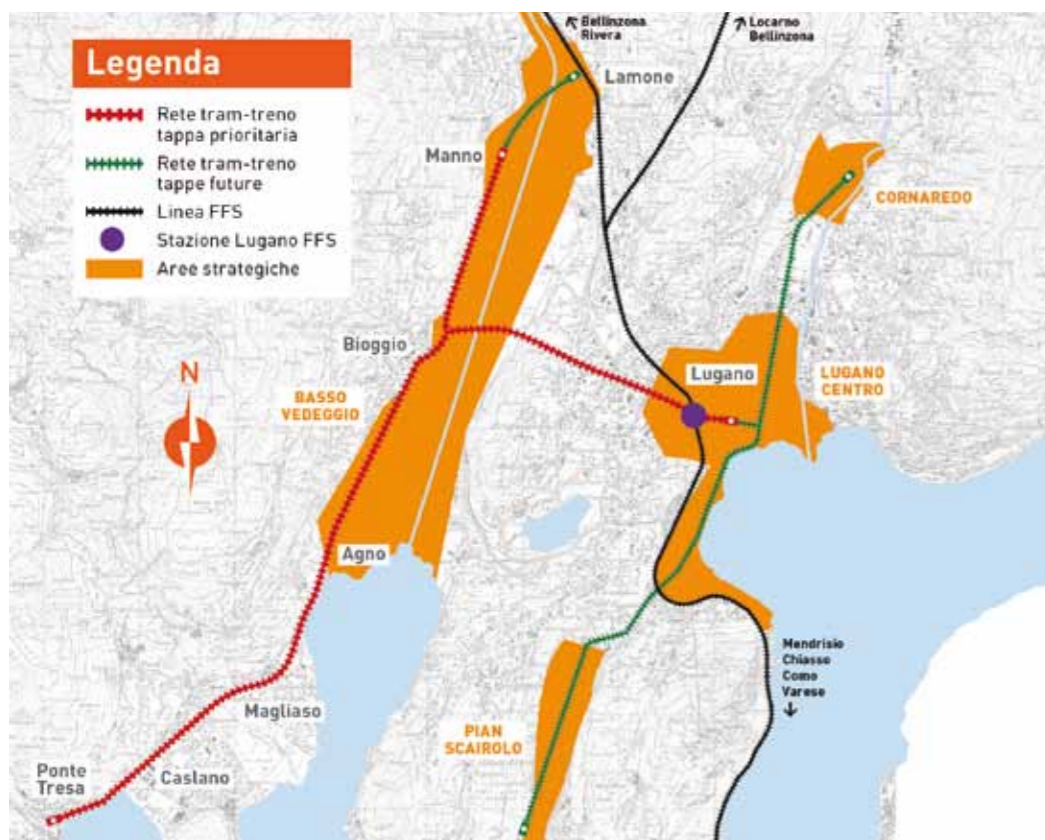 Legenda
Rete tram-treno
tappa prioritaria
Rete tram-treno
tappe future
Linea FFS
Stazione Lugano FFS
Aree strategiche
Bellinzona
Rivera
Locarno
Bellinzona
Lamone
Manno
CORNAREDO
Bioggio
N
Lugano
LUGANO
CENTRO
BASSO
VEDEGGIO
Agno
Mendrisio
Chiasso
Como
Varese
Magliaso
PIAN
SCAIROLO
Ponte
Tresa
Caslano